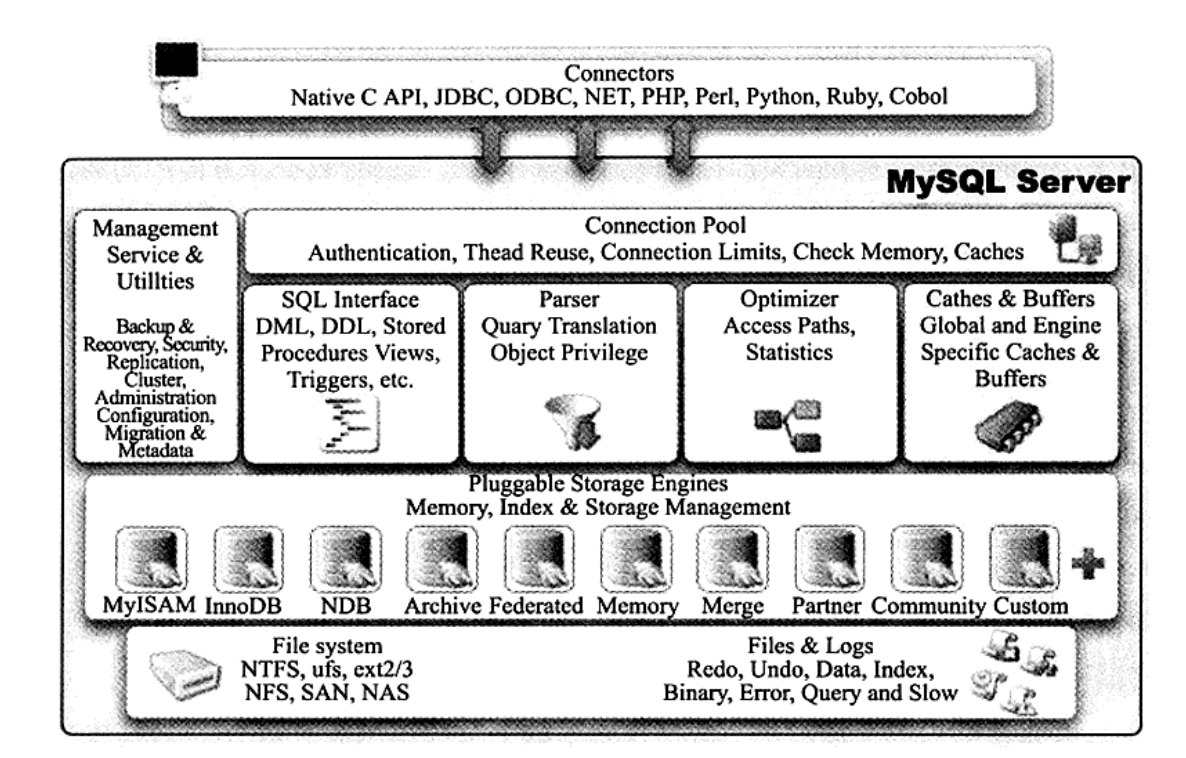 Connectors
Native C API, JDBC, ODBC, NET, PHP, Perl, Python, Ruby, Cobol
MySQL Server
Management
Service &
Utillties
Backup &
Recovery, Security,
Replication,
Cluster,
Administration
Configuration,
Migration &
Metadata
Connection Pool
Authentication, Thead Reuse, Connection Limits, Check Memory, Caches
SQL Interface
DML, DDL, Stored
Procedures Views,
Triggers, etc.
Parser
Quary Translation
Object Privilege
Optimizer
Access Paths,
Statistics
Cathes & Buffers
Global and Engine
Specific Caches &
Buffers
Pluggable Storage Engines
Memory, Index & Storage Management
MyISAM InnoDB NDB Archive Federated Memory Merge Partner Community Custom
File system
NTFS, ufs, ext2/3
NFS, SAN, NAS
Files & Logs
Redo, Undo, Data, Index,
Binary, Error, Query and Slow